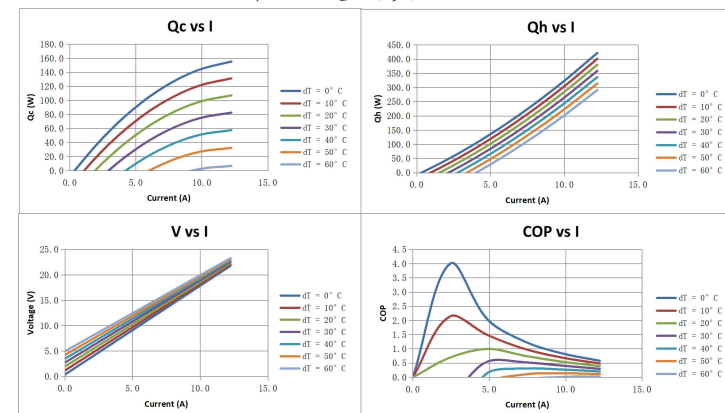 Qc vs I
180. 0
160. 0
140. 0
120. 0
100. 0
80. 0
60. 0
40. 0
20. 0
0. 0
Qc (W)
0. 0 5. 0 10. 0 15. 0
Current (A)
dT = 0° C
dT = 10° C
dT = 20° C
dT = 30° C
dT = 40° C
dT = 50° C
dT = 60° C
Qh vs I
450. 0
400. 0
350. 0
300. 0
250. 0
200. 0
150. 0
100. 0
50. 0
0. 0
Qh (W)
0. 0 5. 0 10. 0 15. 0
Current (A)
dT = 0° C
dT = 10° C
dT = 20° C
dT = 30° C
dT = 40° C
dT = 50° C
dT = 60° C
V vs I
25. 0
20. 0
15. 0
10. 0
5. 0
0. 0
Voltage (V)
0. 0 5. 0 10. 0 15. 0
Current (A)
dT = 0° C
dT = 10° C
dT = 20° C
dT = 30° C
dT = 40° C
dT = 50° C
dT = 60° C
COP vs I
4. 5
4. 0
3. 5
3. 0
2. 5
2. 0
1. 5
1. 0
0. 5
0. 0
COP
0. 0 5. 0 10. 0 15. 0
Current (A)
dT = 0° C
dT = 10° C
dT = 20° C
dT = 30° C
dT = 40° C
dT = 50° C
dT = 60° C